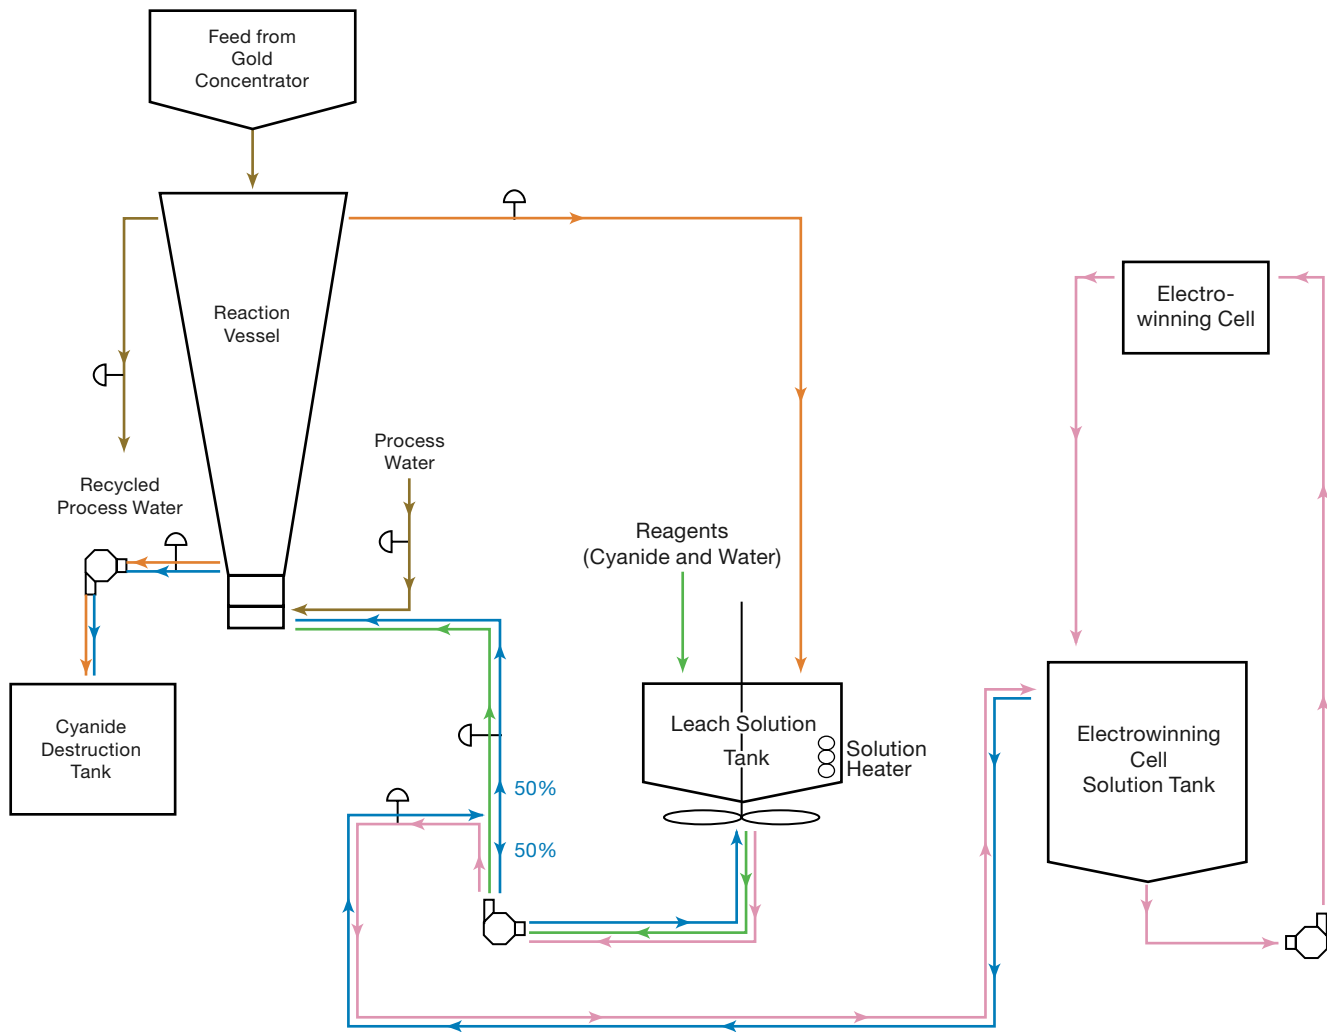 Feed from
Gold
Concentrator
Reaction
Vessel
Electro-
winning Cell
Process
Water
Recycled
Process Water
Reagents
(Cyanide and Water)
Leach Solution
Tank
Solution
Heater
Cyanide
Destruction
Tank
Electrowinning
Cell
Solution Tank
50%
50%